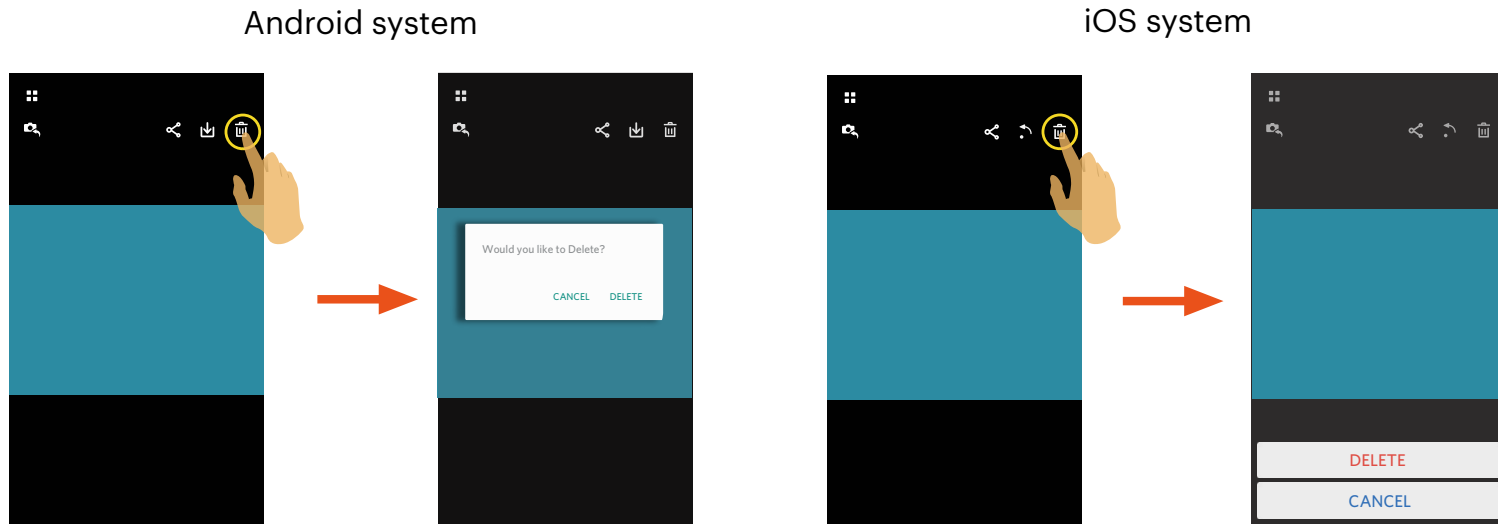 Android system
iOS system
Would you like to Delete?
CANCEL DELETE
DELETE
CANCEL